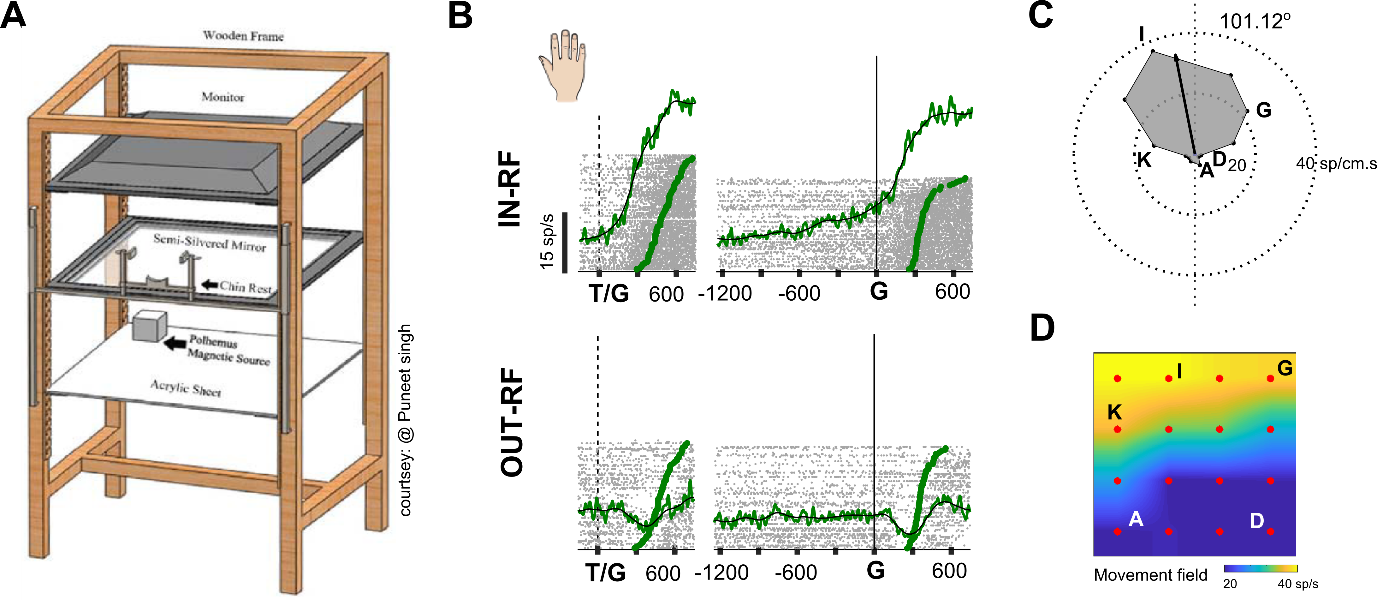 A
Wooden Frame
Monitor
Semi-Silvered Mirror
Chin Rest
Polhemus
Magnetic Source
Acrylic Sheet
courtsey: @ Puneet singh
B
IN-RF
15 sp/s
T/G 600 -1200 -600 G 600
OUT-RF
T/G 600 -1200 -600 G 600
C
101.12º
I
G
K D
A 20 40 sp/cm.s
D
I G
K
A D
Movement field
20 40 sp/s